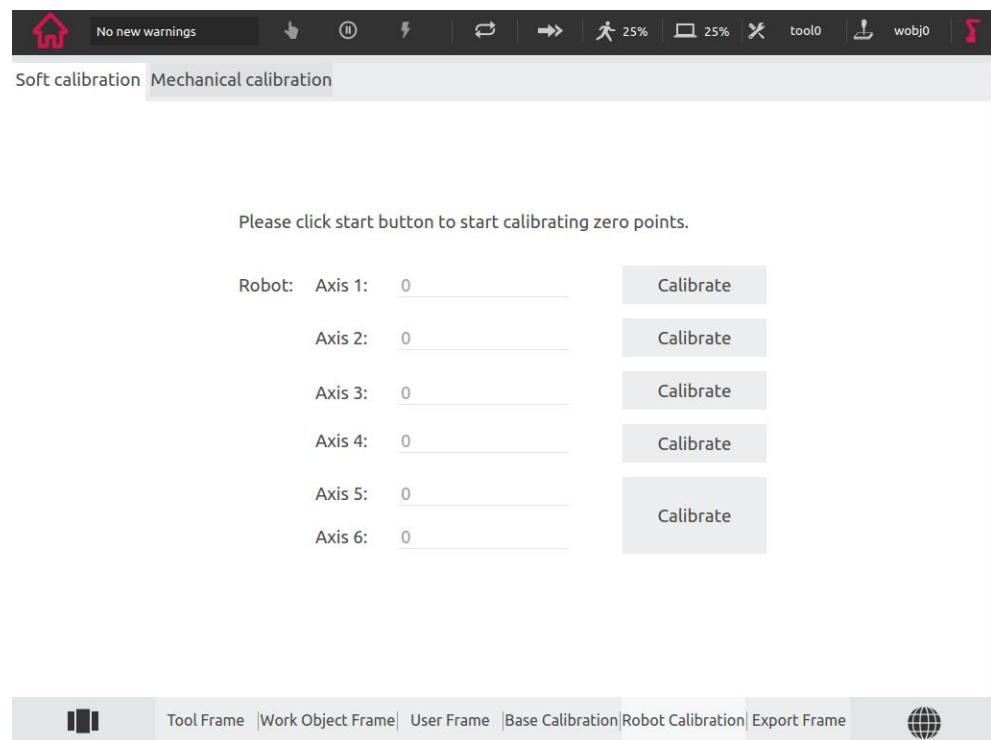 No new warnings 25% 25% tool0 wobj0
Soft calibration Mechanical calibration
Please click start button to start calibrating zero points.
Robot: Axis 1: 0 Calibrate
Axis 2: 0 Calibrate
Axis 3: 0 Calibrate
Axis 4: 0 Calibrate
Axis 5: 0
Calibrate
Axis 6: 0
Tool Frame Work Object Frame User Frame Base Calibration Robot Calibration Export Frame